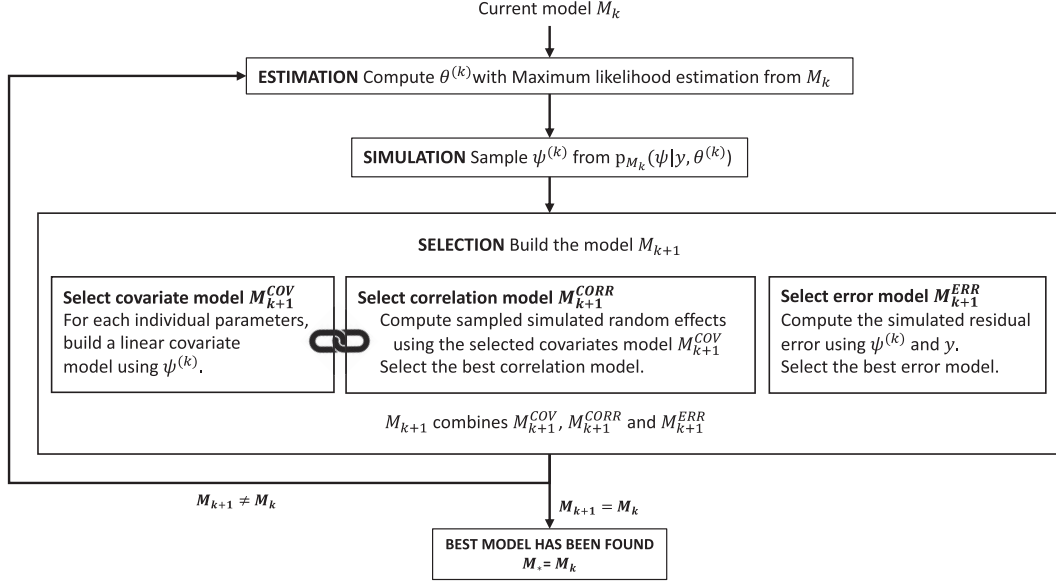 Current model M_k
ESTIMATION Compute θ^(k) with Maximum likelihood estimation from M_k
SIMULATION Sample ψ^(k) from p_{M_k}(ψ|y, θ^(k))
SELECTION Build the model M_{k+1}
Select covariate model M_{k+1}^{COV}
For each individual parameters,
build a linear covariate
model using ψ^(k).
Select correlation model M_{k+1}^{CORR}
Compute sampled simulated random effects
using the selected covariates model M_{k+1}^{COV}
Select the best correlation model.
Select error model M_{k+1}^{ERR}
Compute the simulated residual
error using ψ^(k) and y.
Select the best error model.
M_{k+1} combines M_{k+1}^{COV}, M_{k+1}^{CORR} and M_{k+1}^{ERR}
M_{k+1} ≠ M_k
M_{k+1} = M_k
BEST MODEL HAS BEEN FOUND
M_* = M_k